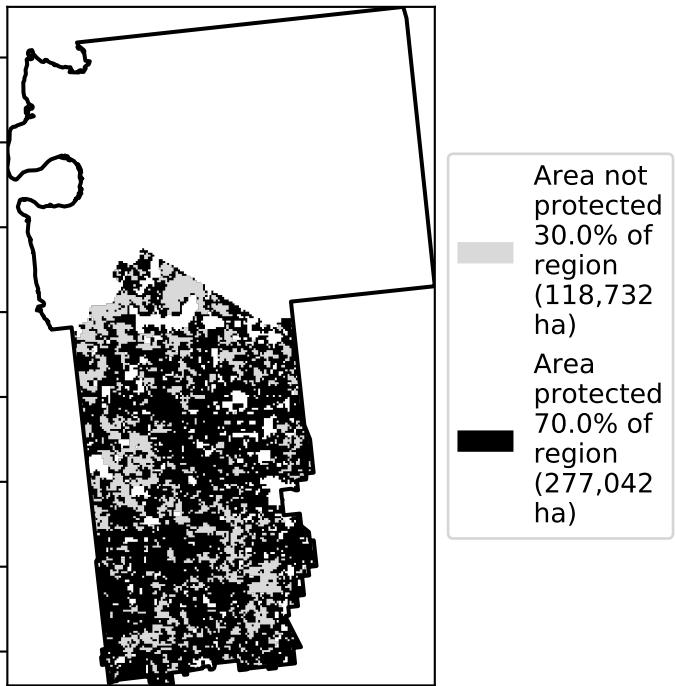 Area not
protected
30.0% of
region
(118,732
ha)
Area
protected
70.0% of
region
(277,042
ha)